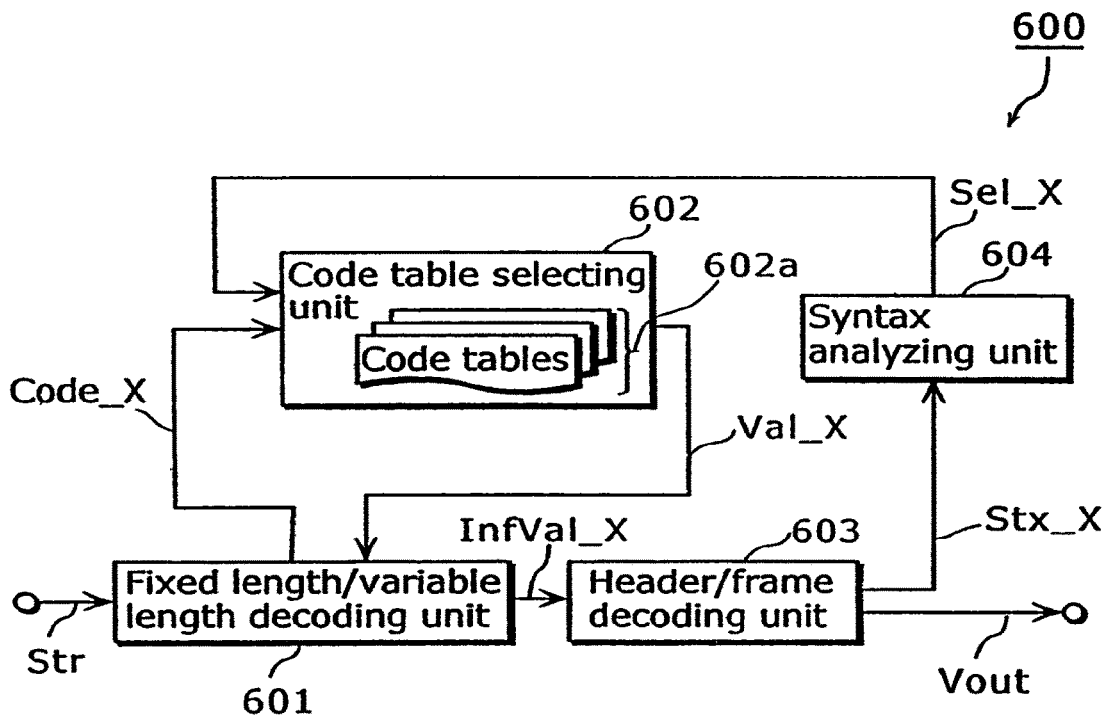 600
Sel_X
602
602a
604
Code table selecting
unit
Code tables
Syntax
analyzing unit
Code_X
Val_X
InfVal_X
603
Stx_X
Fixed length/variable
length decoding unit
Header/frame
decoding unit
Str
601
Vout